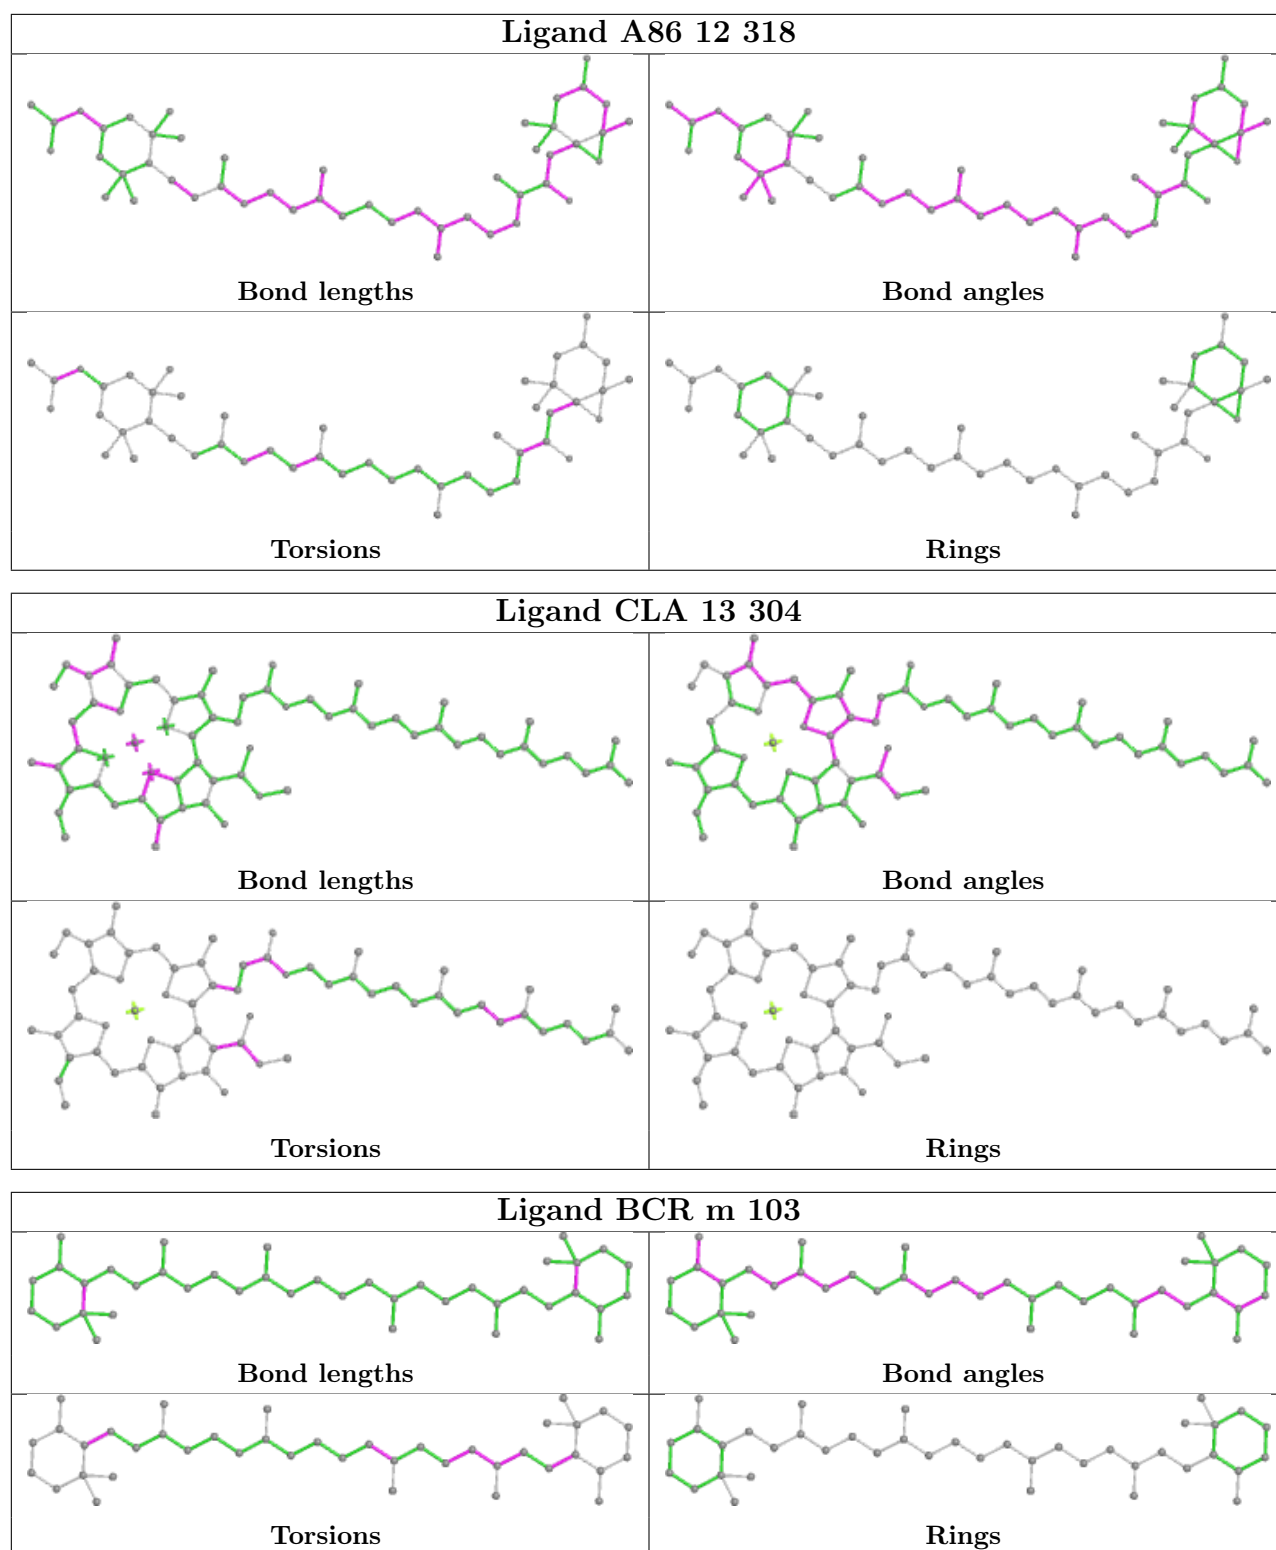 Ligand A86 12 318
Bond lengths
Bond angles
Torsions
Rings
Ligand CLA 13 304
Bond lengths
Bond angles
Torsions
Rings
Ligand BCR m 103
Bond lengths
Bond angles
Torsions
Rings